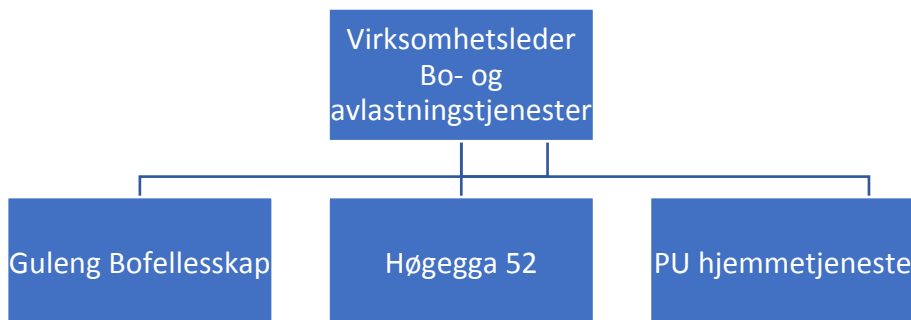 Virksomhetsleder
Bo- og
avlastningstjenester
Guleng Bofellesskap
Høgegga 52
PU hjemmetjeneste